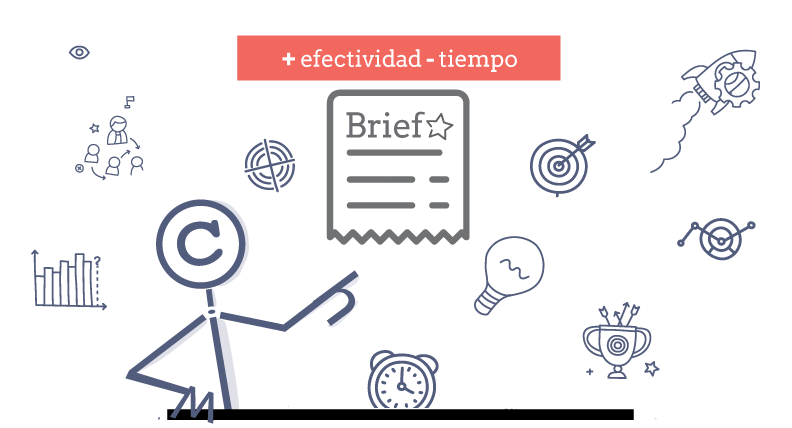 + efectividad - tiempo
Brief
C
?